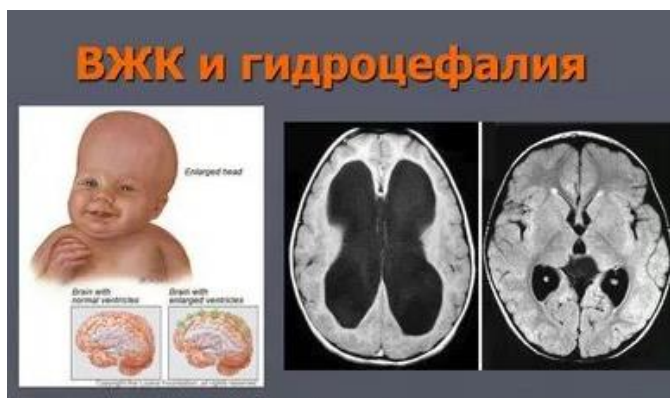 ВЖК и гидроцефалия
Enlarged head
Brain with
normal ventricles
Brain with
enlarged ventricles